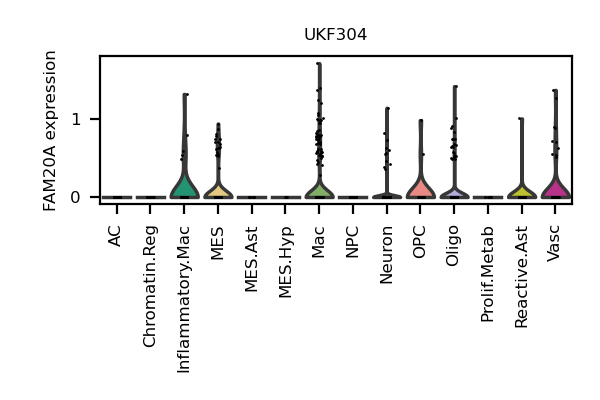 UKF304
FAM20A expression
1
0
AC
Chromatin.Reg
Inflammatory.Mac
MES
MES.Ast
MES.Hyp
Mac
NPC
Neuron
OPC
Oligo
Prolif.Metab
Reactive.Ast
Vasc